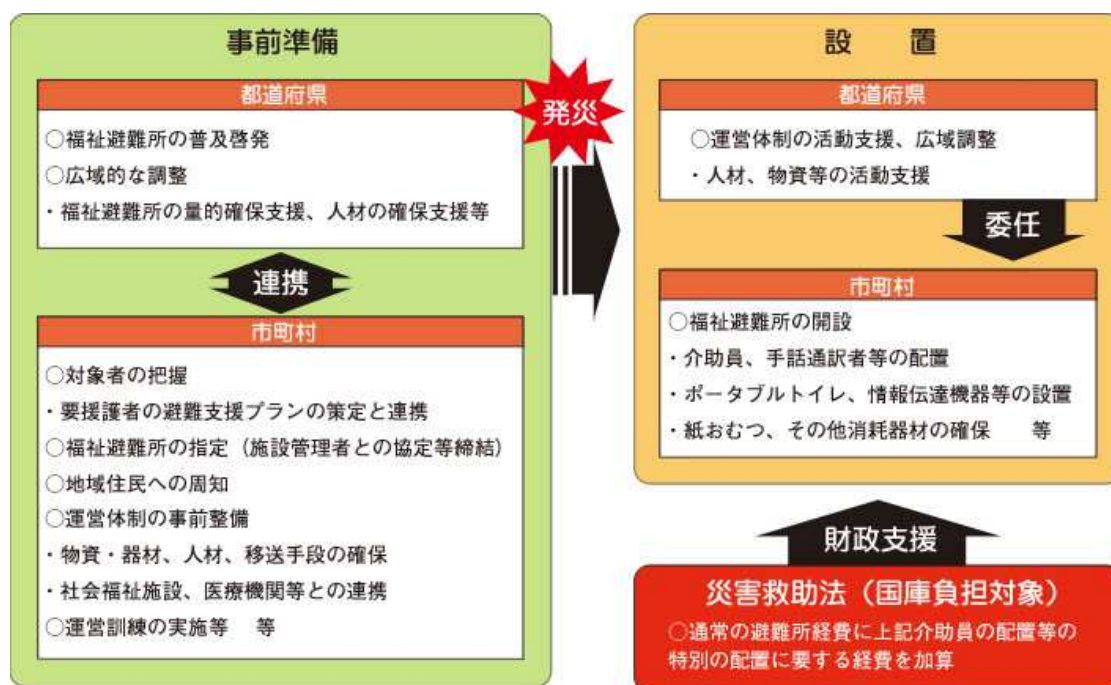 事前準備
都道府県
○福祉避難所の普及啓発
○広域的な調整
・福祉避難所の量的確保支援、人材の確保支援等
連携
市町村
○対象者の把握
・要援護者の避難支援プランの策定と連携
○福祉避難所の指定（施設管理者との協定等締結）
○地域住民への周知
○運営体制の事前整備
・物資・器材、人材、移送手段の確保
・社会福祉施設、医療機関等との連携
○運営訓練の実施等　等
発災
設　置
都道府県
○運営体制の活動支援、広域調整
・人材、物資等の活動支援
委任
市町村
○福祉避難所の開設
・介助員、手話通訳者等の配置
・ポータブルトイレ、情報伝達機器等の設置
・紙おむつ、その他消耗器材の確保　等
財政支援
災害救助法（国庫負担対象）
○通常の避難所経費に上記介助員の配置等の
特別の配置に要する経費を加算